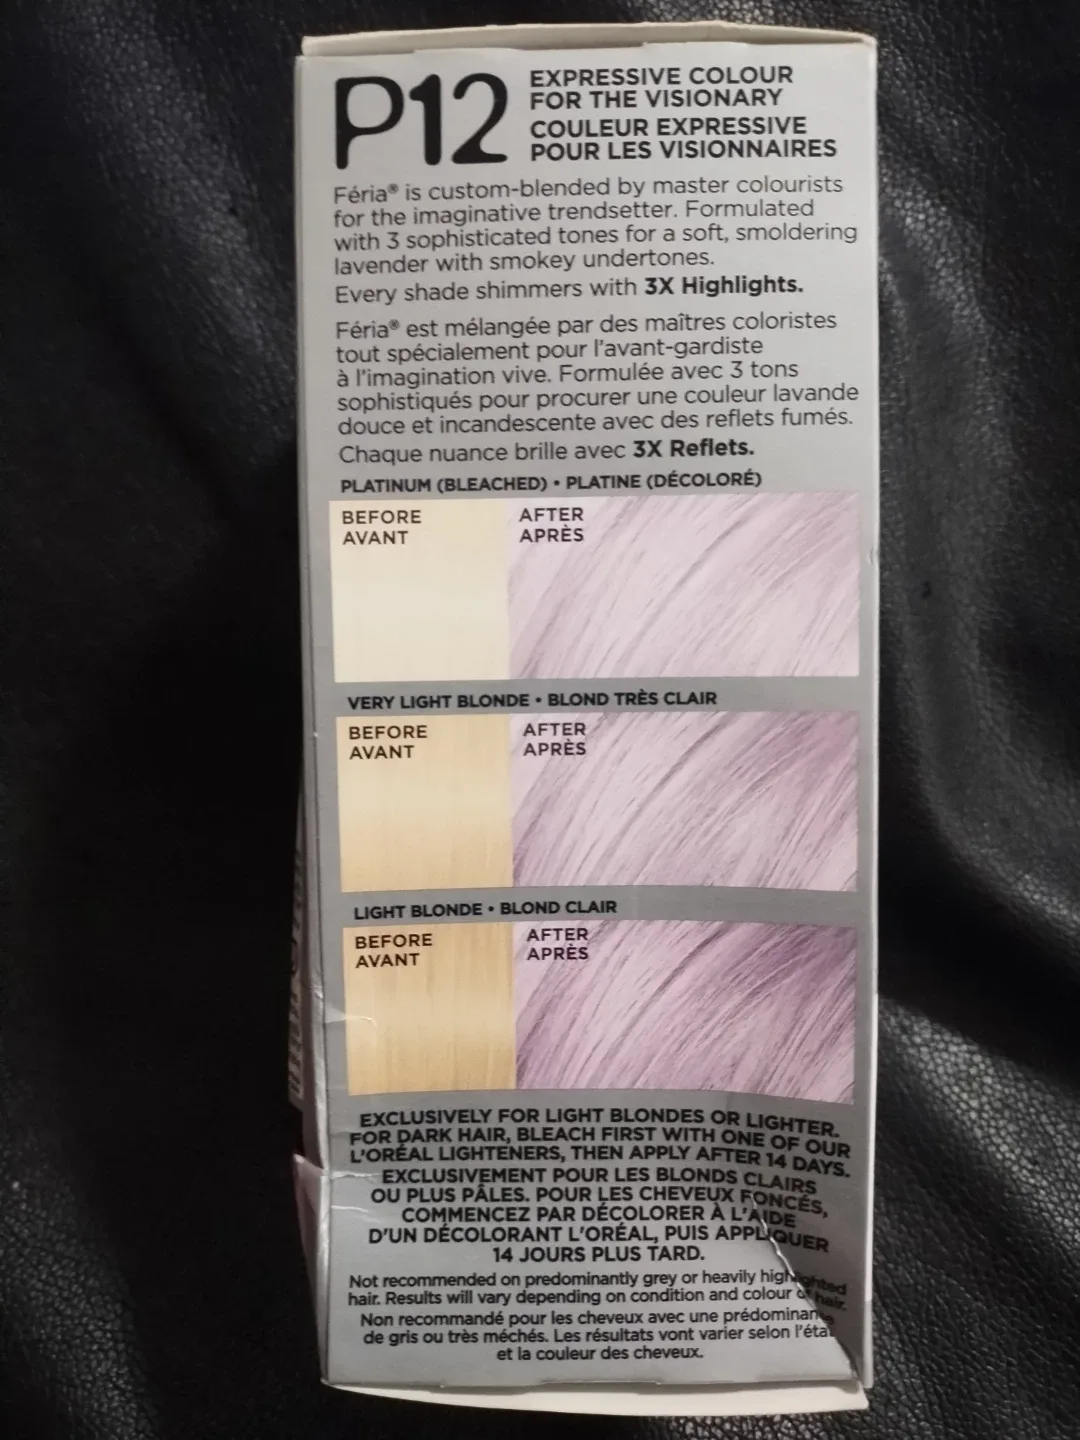 P12
EXPRESSIVE COLOUR
FOR THE VISIONARY
COULEUR EXPRESSIVE
POUR LES VISIONNAIRES
Féria® is custom-blended by master colourists
for the imaginative trendsetter. Formulated
with 3 sophisticated tones for a soft, smoldering
lavender with smokey undertones.
Every shade shimmers with 3X Highlights.
Féria® est mélangée par des maîtres coloristes
tout spécialement pour l'avant-gardiste
à l'imagination vive. Formulée avec 3 tons
sophistiqués pour procurer une couleur lavande
douce et incandescente avec des reflets fumés.
Chaque nuance brille avec 3X Reflets.
PLATINUM (BLEACHED) • PLATINE (DÉCOLORÉ)
BEFORE
AVANT
AFTER
APRÈS
VERY LIGHT BLONDE • BLOND TRÈS CLAIR
BEFORE
AVANT
AFTER
APRÈS
LIGHT BLONDE • BLOND CLAIR
BEFORE
AVANT
AFTER
APRÈS
EXCLUSIVELY FOR LIGHT BLONDES OR LIGHTER.
FOR DARK HAIR, BLEACH FIRST WITH ONE OF OUR
L'ORÉAL LIGHTENERS, THEN APPLY AFTER 14 DAYS.
EXCLUSIVEMENT POUR LES BLONDS CLAIRS
OU PLUS PÂLES. POUR LES CHEVEUX FONCÉS,
COMMENCEZ PAR DÉCOLORER À L'AIDE
D'UN DÉCOLORANT L'ORÉAL, PUIS APPLIQUER
14 JOURS PLUS TARD.
Not recommended on predominantly grey or heavily highlighted
hair. Results will vary depending on condition and colour of hair.
Non recommandé pour les cheveux avec une prédominance
de gris ou très méchés. Les résultats vont varier selon l'état
et la couleur des cheveux.